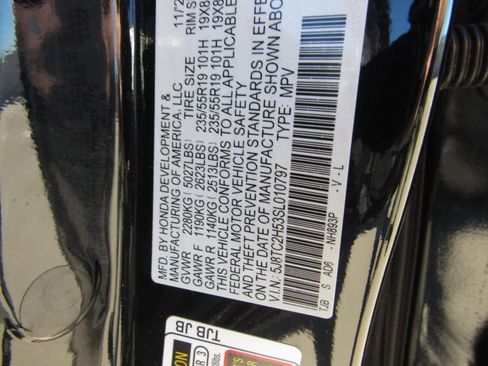 MFD. BY HONDA DEVELOPMENT & 11/2
MANUFACTURING OF AMERICA, LLC
GVWR 2280KG ( 5027LBS) TIRE SIZE RIM S
GAWR F 1190KG ( 2623LBS) 235/55R19 101H 19X8
GAWR R 1140KG ( 2513LBS) 235/55R19 101H 19X8
THIS VEHICLE CONFORMS TO ALL APPLICABLE
FEDERAL MOTOR VEHICLE SAFETY
AND THEFT PREVENTION STANDARDS IN EFFE
ON THE DATE OF MANUFACTURE SHOWN ABO
V.I.N: 5J8TC2H53SL010797 TYPE: MPV
TJB S AD6 -NH893P -V-L
TJB JB